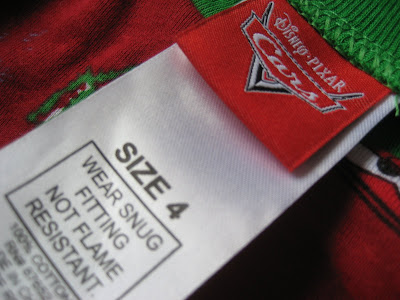 Disney·PIXAR
Cars
SIZE 4
WEAR SNUG
FITTING
NOT FLAME
RESISTANT.
100% COTTON